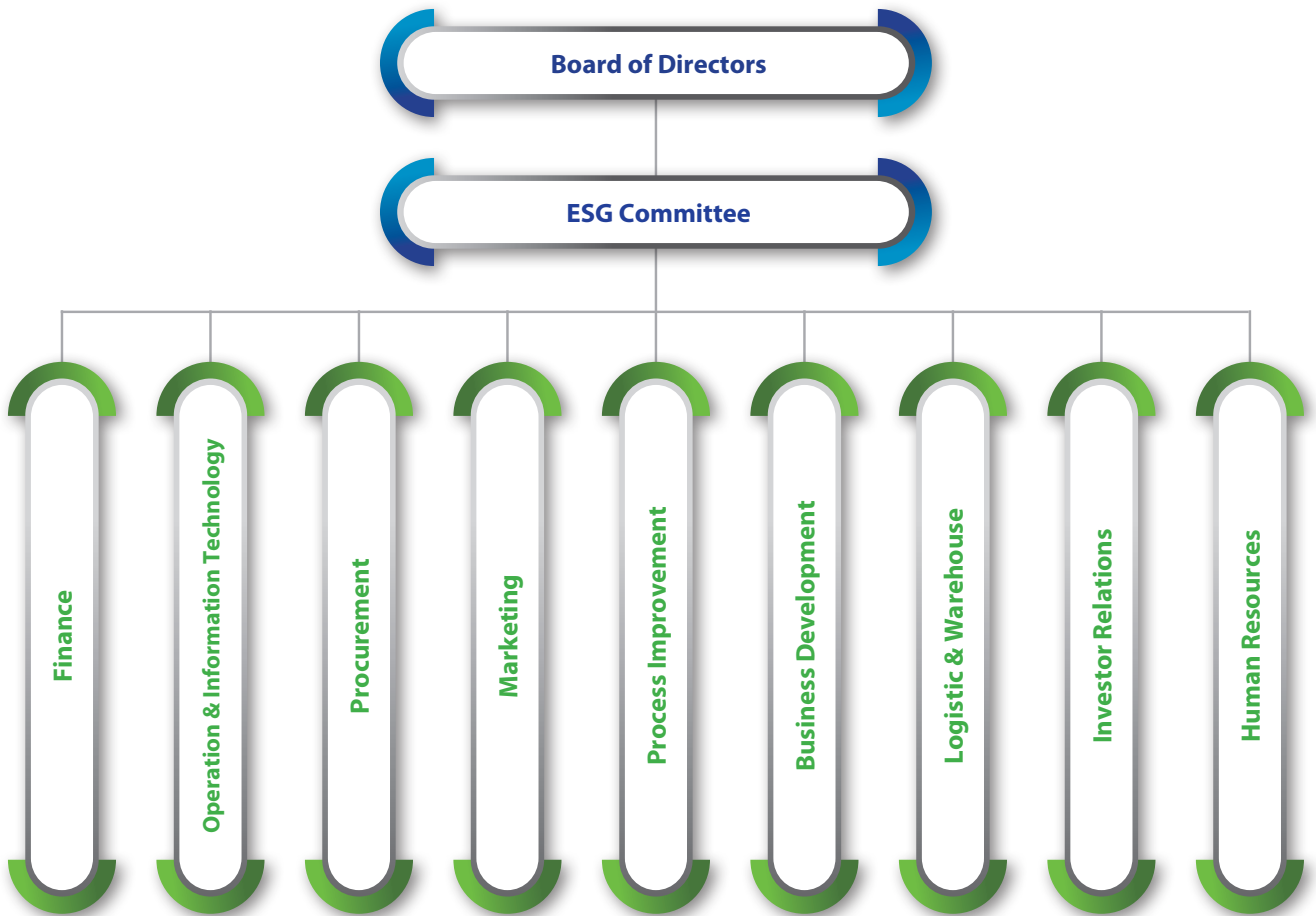 Board of Directors
ESG Committee
Finance
Operation & Information Technology
Procurement
Marketing
Process Improvement
Business Development
Logistic & Warehouse
Investor Relations
Human Resources